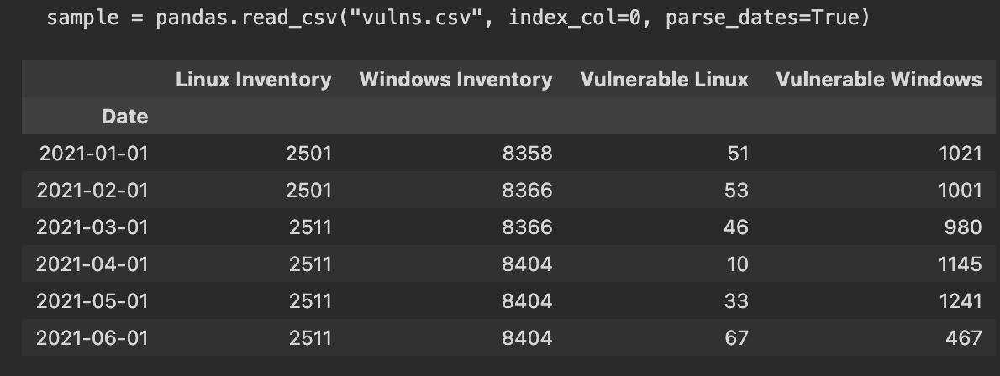 sample = pandas.read_csv("vulns.csv", index_col=0, parse_dates=True)
Linux Inventory Windows Inventory Vulnerable Linux Vulnerable Windows
Date
2021-01-01 2501 8358 51 1021
2021-02-01 2501 8366 53 1001
2021-03-01 2511 8366 46 980
2021-04-01 2511 8404 10 1145
2021-05-01 2511 8404 33 1241
2021-06-01 2511 8404 67 467